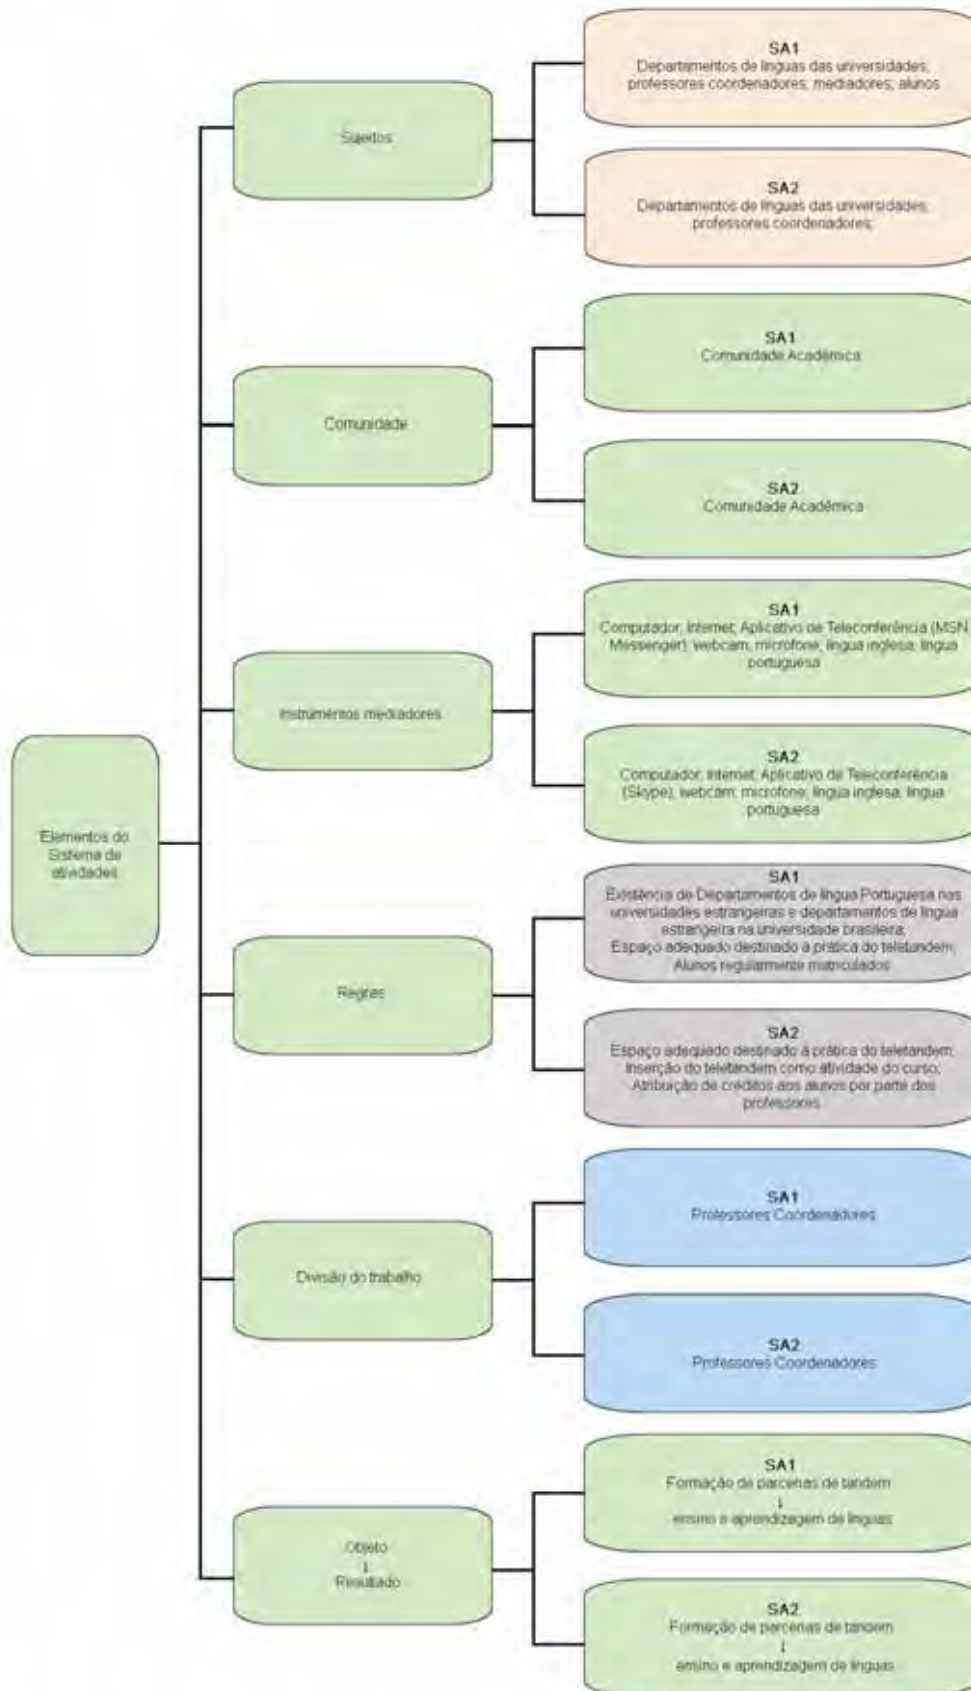 Elementos do
Sistema de
atividades
Sujeitos
SA1
Departamentos de línguas das universidades;
professores coordenadores; mediadores; alunos
SA2
Departamentos de línguas das universidades;
professores coordenadores;
Comunidade
SA1
Comunidade Acadêmica
SA2
Comunidade Acadêmica
Instrumentos mediadores
SA1
Computador; Internet; Aplicativo de Teleconferência (MSN
Messenger); webcam; microfone; língua inglesa; língua
portuguesa
SA2
Computador; Internet; Aplicativo de Teleconferência
(Skype); webcam; microfone; língua inglesa; língua
portuguesa
Regras
SA1
Existência de Departamentos de língua Portuguesa nas
universidades estrangeiras e departamentos de língua
estrangeira na universidade brasileira;
Espaço adequado destinado à prática do teletandem;
Alunos regularmente matriculados
SA2
Espaço adequado destinado à prática do teletandem;
Inserção do teletandem como atividade do curso;
Atribuição de créditos aos alunos por parte dos
professores
Divisão do trabalho
SA1
Professores Coordenadores
SA2
Professores Coordenadores
Objeto
↓
Resultado
SA1
Formação de parcerias de tandem
↓
ensino e aprendizagem de línguas
SA2
Formação de parcerias de tandem
↓
ensino e aprendizagem de línguas